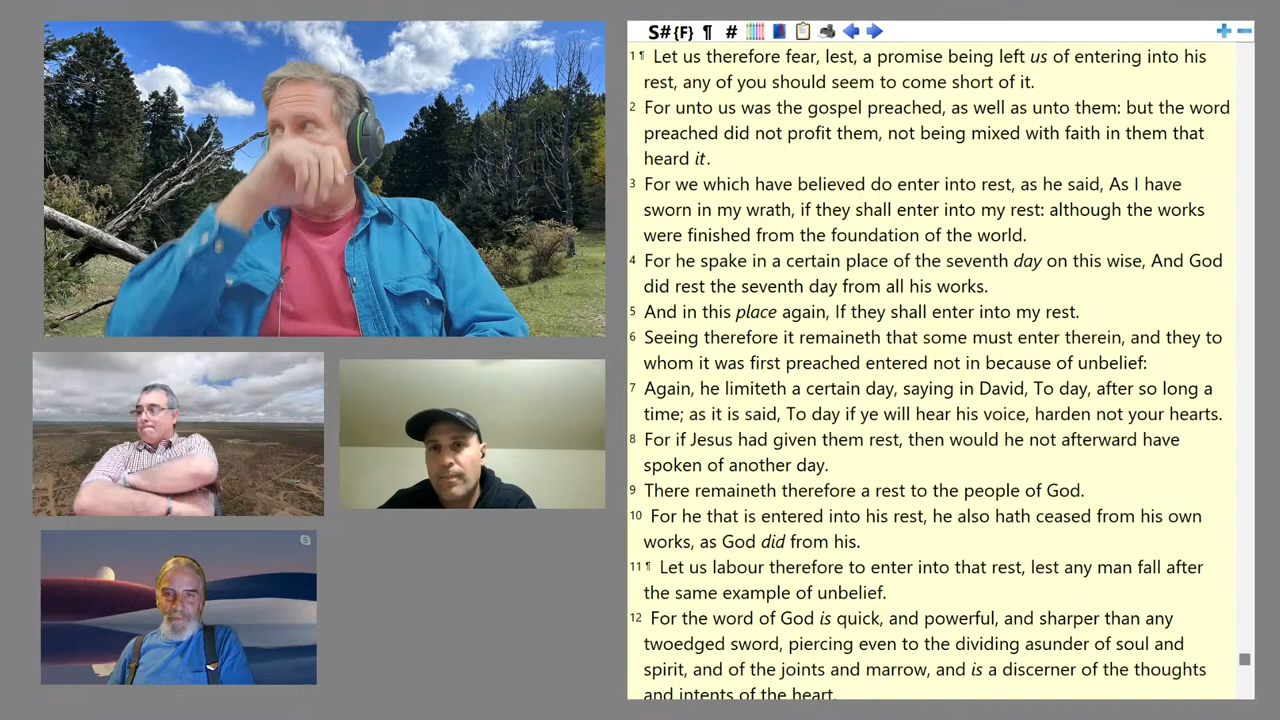 S#{F} ¶ #
1 ¶ Let us therefore fear, lest, a promise being left us of entering into his
rest, any of you should seem to come short of it.
2 For unto us was the gospel preached, as well as unto them: but the word
preached did not profit them, not being mixed with faith in them that
heard it.
3 For we which have believed do enter into rest, as he said, As I have
sworn in my wrath, if they shall enter into my rest: although the works
were finished from the foundation of the world.
4 For he spake in a certain place of the seventh day on this wise, And God
did rest the seventh day from all his works.
5 And in this place again, If they shall enter into my rest.
6 Seeing therefore it remaineth that some must enter therein, and they to
whom it was first preached entered not in because of unbelief:
7 Again, he limiteth a certain day, saying in David, To day, after so long a
time; as it is said, To day if ye will hear his voice, harden not your hearts.
8 For if Jesus had given them rest, then would he not afterward have
spoken of another day.
9 There remaineth therefore a rest to the people of God.
10 For he that is entered into his rest, he also hath ceased from his own
works, as God did from his.
11 ¶ Let us labour therefore to enter into that rest, lest any man fall after
the same example of unbelief.
12 For the word of God is quick, and powerful, and sharper than any
twoedged sword, piercing even to the dividing asunder of soul and
spirit, and of the joints and marrow, and is a discerner of the thoughts
and intents of the heart.